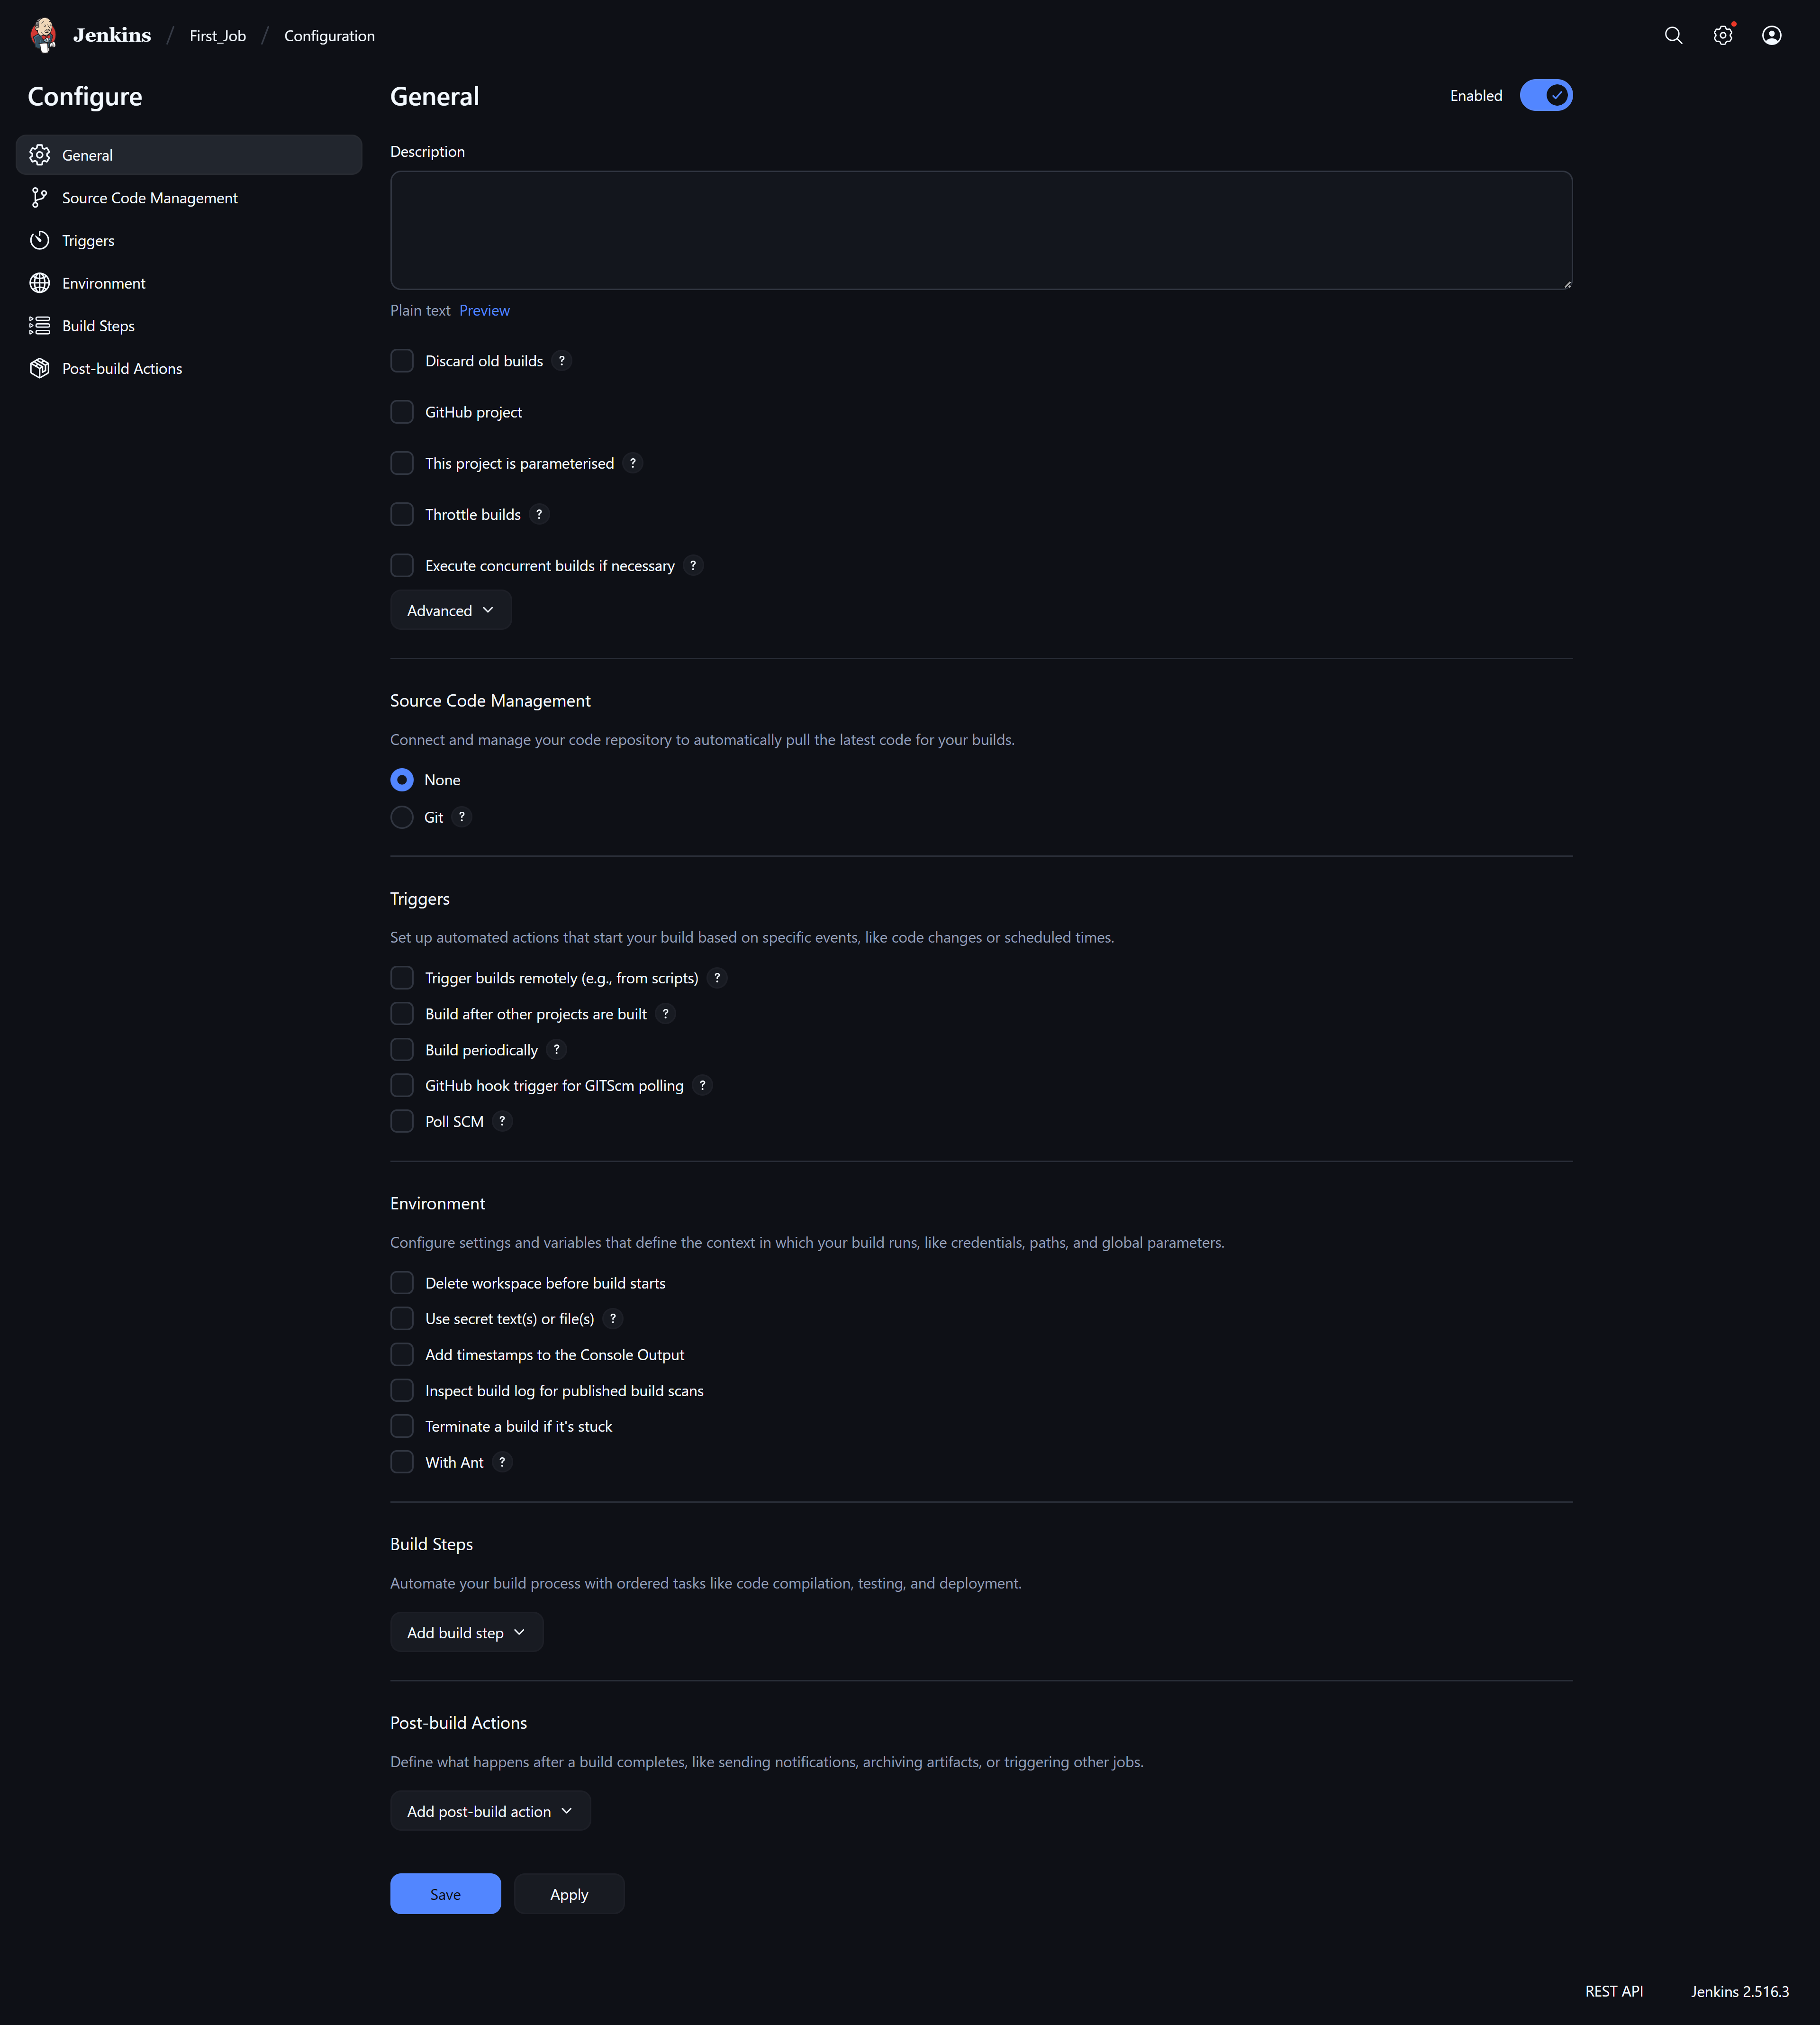 Jenkins / First_Job / Configuration
Configure
General
Source Code Management
Triggers
Environment
Build Steps
Post-build Actions
General
Enabled
Description
Plain text Preview
Discard old builds ?
GitHub project
This project is parameterised ?
Throttle builds ?
Execute concurrent builds if necessary ?
Advanced
Source Code Management
Connect and manage your code repository to automatically pull the latest code for your builds.
None
Git ?
Triggers
Set up automated actions that start your build based on specific events, like code changes or scheduled times.
Trigger builds remotely (e.g., from scripts) ?
Build after other projects are built ?
Build periodically ?
GitHub hook trigger for GITScm polling ?
Poll SCM ?
Environment
Configure settings and variables that define the context in which your build runs, like credentials, paths, and global parameters.
Delete workspace before build starts
Use secret text(s) or file(s) ?
Add timestamps to the Console Output
Inspect build log for published build scans
Terminate a build if it's stuck
With Ant ?
Build Steps
Automate your build process with ordered tasks like code compilation, testing, and deployment.
Add build step
Post-build Actions
Define what happens after a build completes, like sending notifications, archiving artifacts, or triggering other jobs.
Add post-build action
Save Apply
REST API Jenkins 2.516.3